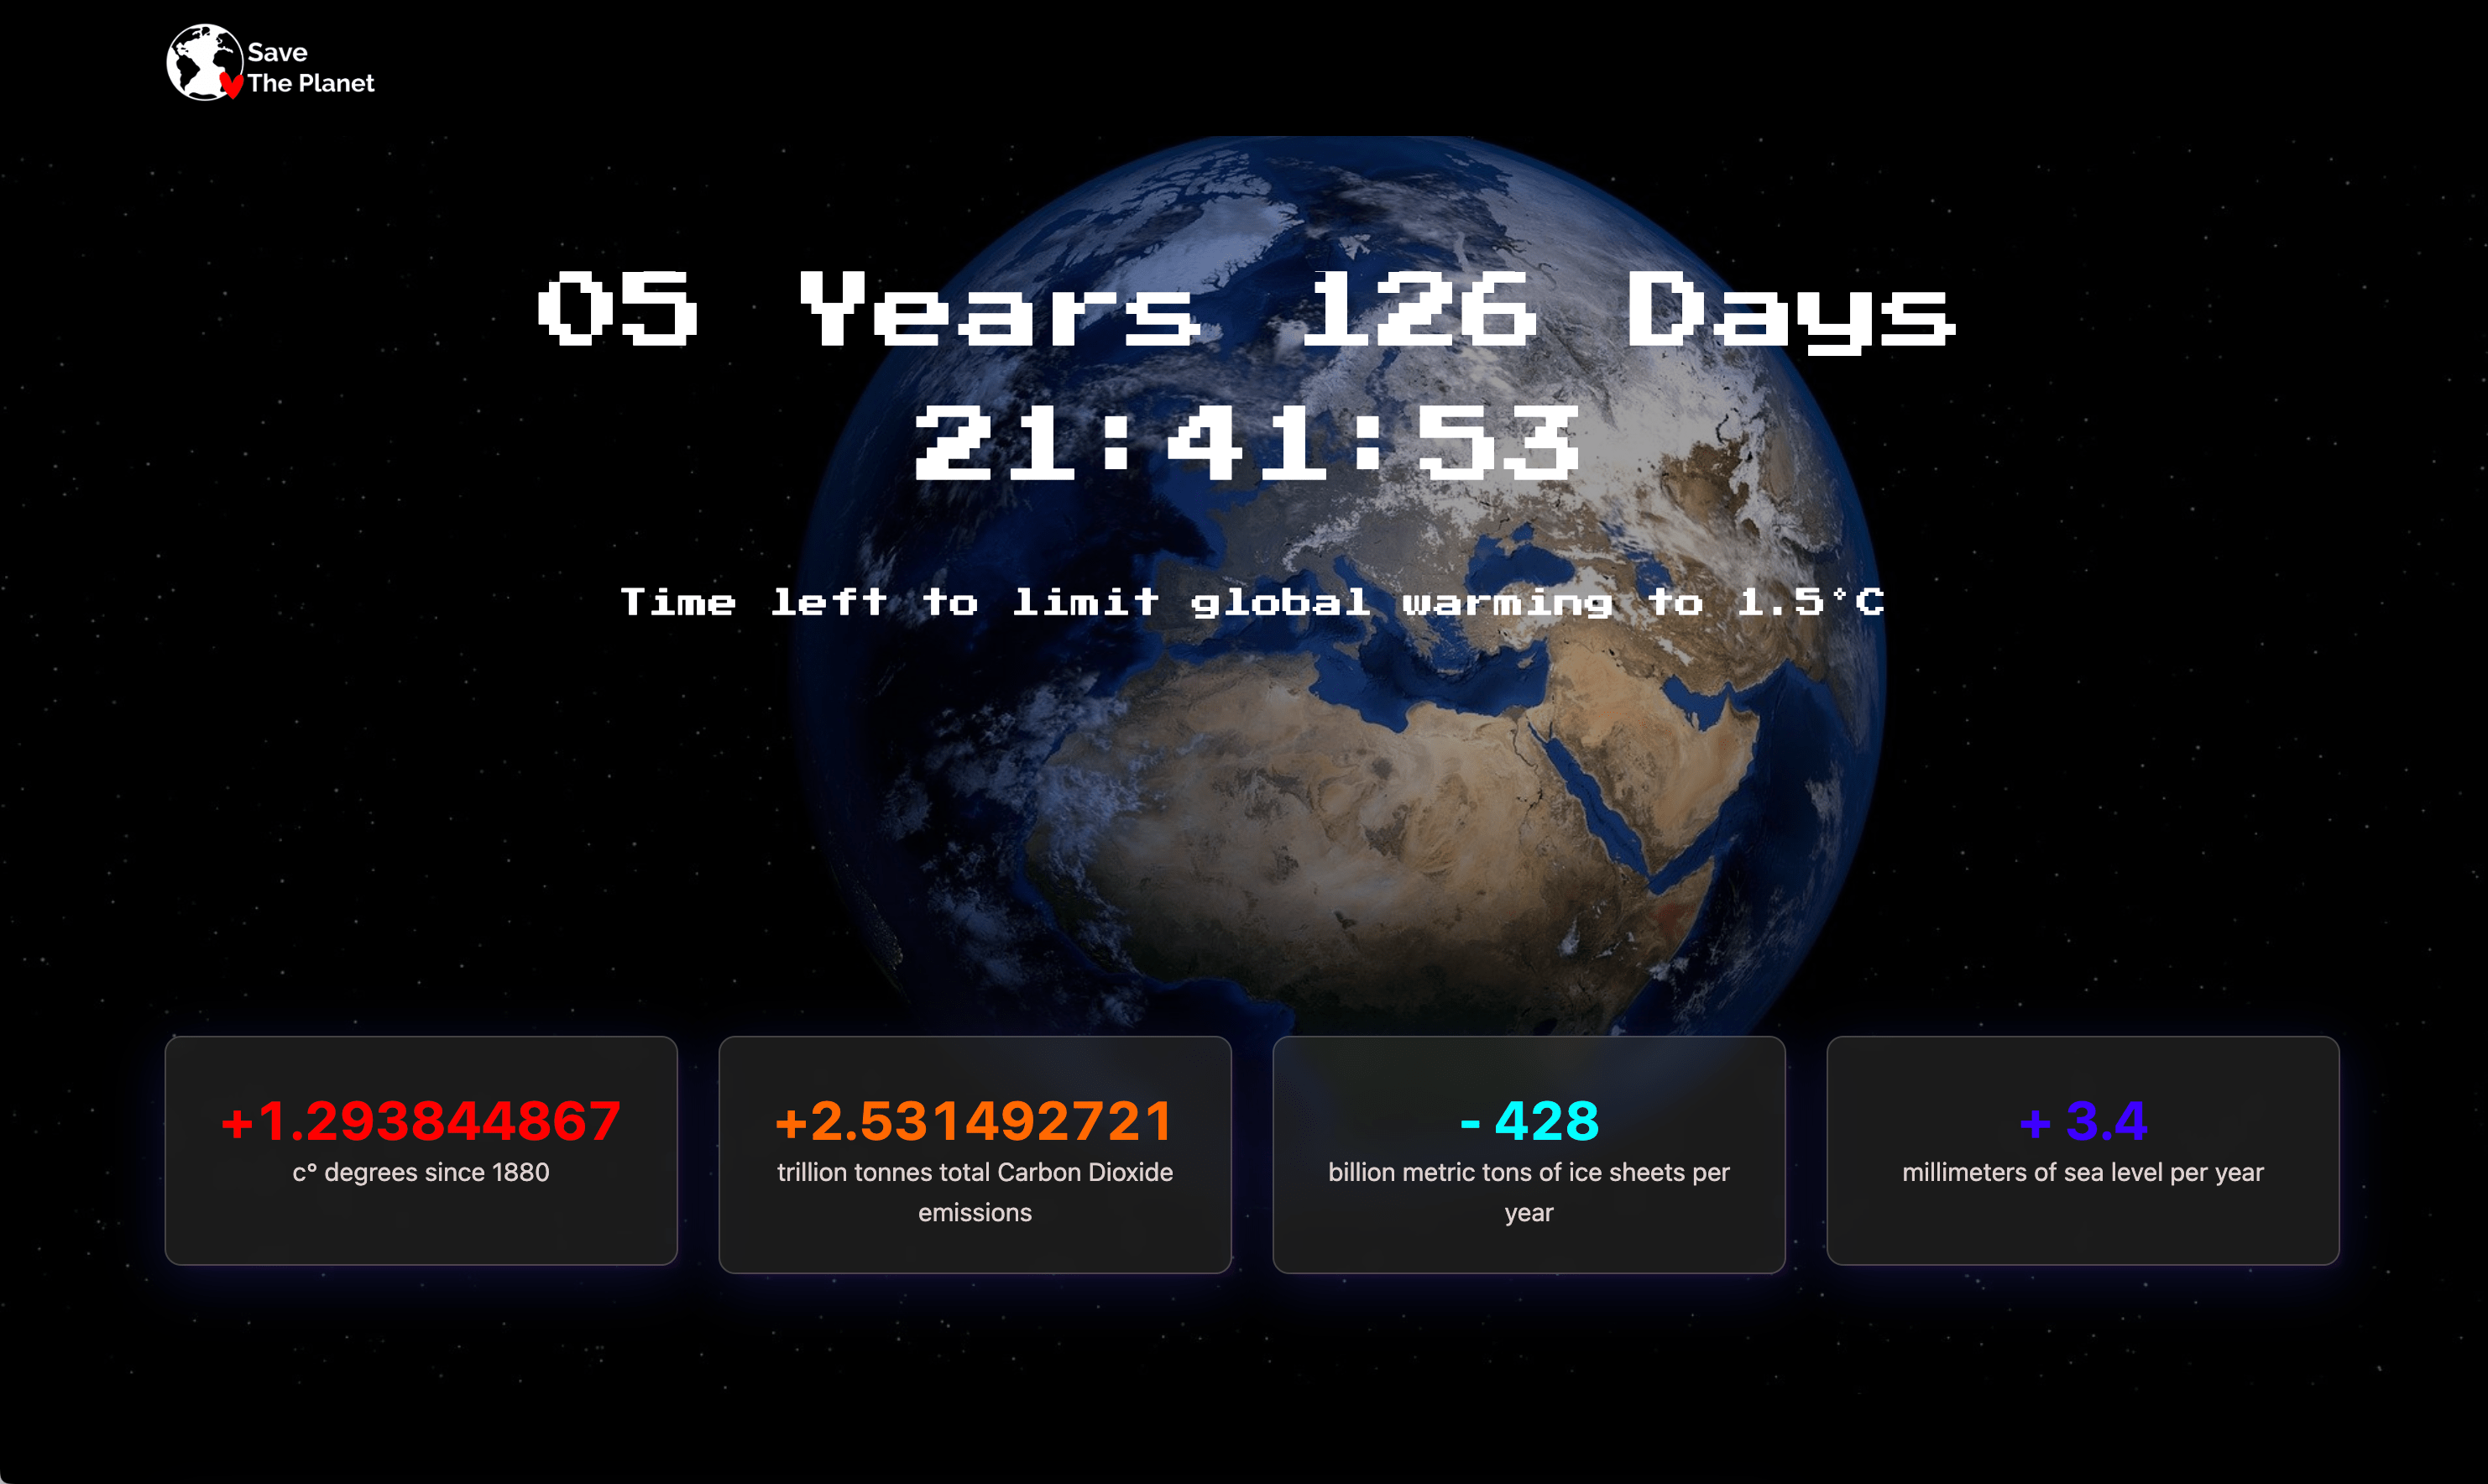 Save
The Planet
05 Years 126 Days
21:41:53
Time left to limit global warming to 1.5°C
+1.293844867
c° degrees since 1880
+2.531492721
trillion tonnes total Carbon Dioxide
emissions
- 428
billion metric tons of ice sheets per
year
+ 3.4
millimeters of sea level per year